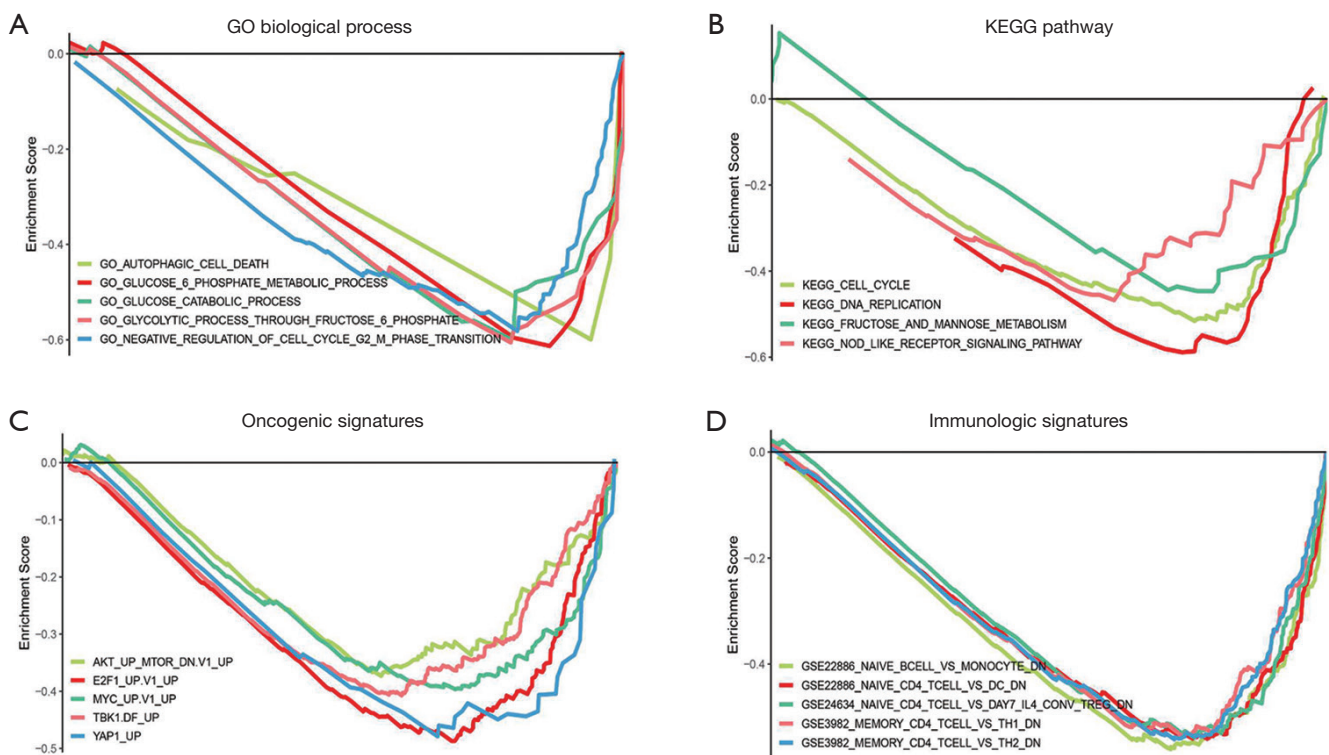 A
GO biological process
Enrichment Score
0.0
−0.2
−0.4
−0.6
GO_AUTOPHAGIC_CELL_DEATH
GO_GLUCOSE_6_PHOSPHATE_METABOLIC_PROCESS
GO_GLUCOSE_CATABOLIC_PROCESS
GO_GLYCOLYTIC_PROCESS_THROUGH_FRUCTOSE_6_PHOSPHATE
GO_NEGATIVE_REGULATION_OF_CELL_CYCLE_G2_M_PHASE_TRANSITION
B
KEGG pathway
Enrichment Score
0.0
−0.2
−0.4
−0.6
KEGG_CELL_CYCLE
KEGG_DNA_REPLICATION
KEGG_FRUCTOSE_AND_MANNOSE_METABOLISM
KEGG_NOD_LIKE_RECEPTOR_SIGNALING_PATHWAY
C
Oncogenic signatures
Enrichment Score
0.0
−0.1
−0.2
−0.3
−0.4
−0.5
AKT_UP_MTOR_DN.V1_UP
E2F1_UP.V1_UP
MYC_UP.V1_UP
TBK1.DF_UP
YAP1_UP
D
Immunologic signatures
Enrichment Score
0.0
−0.2
−0.4
GSE22886_NAIVE_BCELL_VS_MONOCYTE_DN
GSE22886_NAIVE_CD4_TCELL_VS_DC_DN
GSE24634_NAIVE_CD4_TCELL_VS_DAY7_IL4_CONV_TREG_DN
GSE3982_MEMORY_CD4_TCELL_VS_TH1_DN
GSE3982_MEMORY_CD4_TCELL_VS_TH2_DN